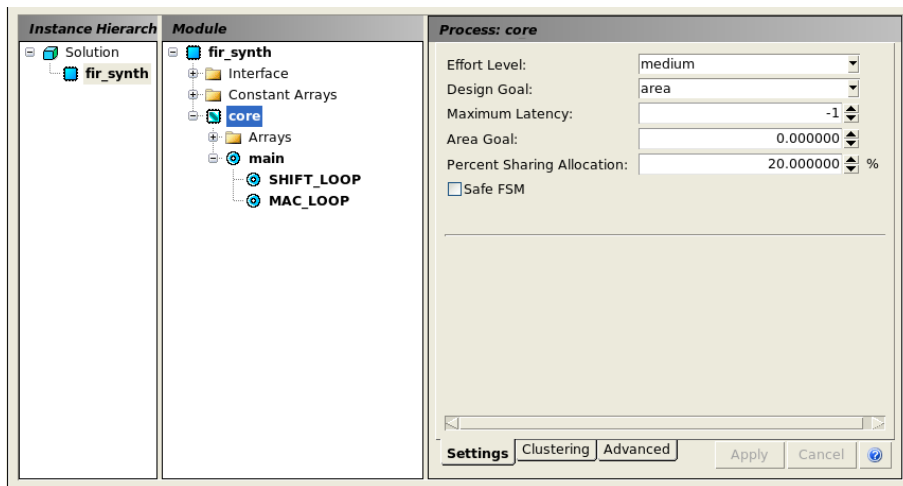 Instance Hierarch
Solution
fir_synth
Module
fir_synth
Interface
Constant Arrays
core
Arrays
main
SHIFT_LOOP
MAC_LOOP
Process: core
Effort Level: medium
Design Goal: area
Maximum Latency: -1
Area Goal: 0.000000
Percent Sharing Allocation: 20.000000 %
Safe FSM
Settings Clustering Advanced Apply Cancel ?